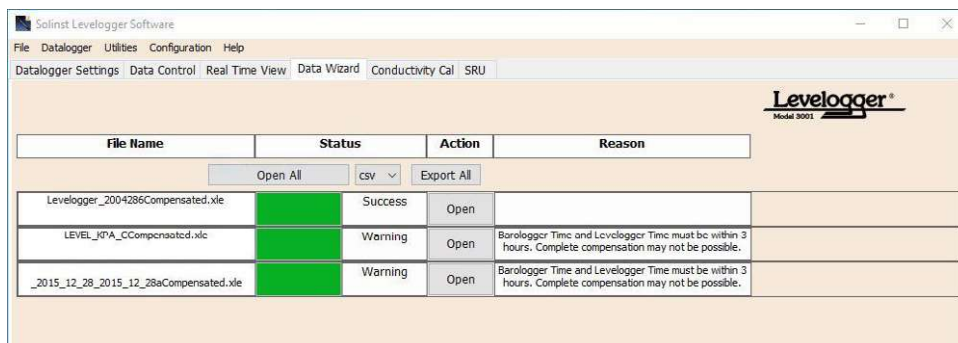 Solinst Levelogger Software
File Datalogger Utilities Configuration Help
Datalogger Settings Data Control Real Time View Data Wizard Conductivity Cal SRU
Levelogger®
Model 3001
File Name Status Action Reason
Open All csv Export All
Levelogger_2004286Compensated.xle Success Open
LEVEL_KPA_CCompensated.xle Warning Open Barologger Time and Levelogger Time must be within 3
hours. Complete compensation may not be possible.
_2015_12_28_2015_12_28aCompensated.xle Warning Open Barologger Time and Levelogger Time must be within 3
hours. Complete compensation may not be possible.